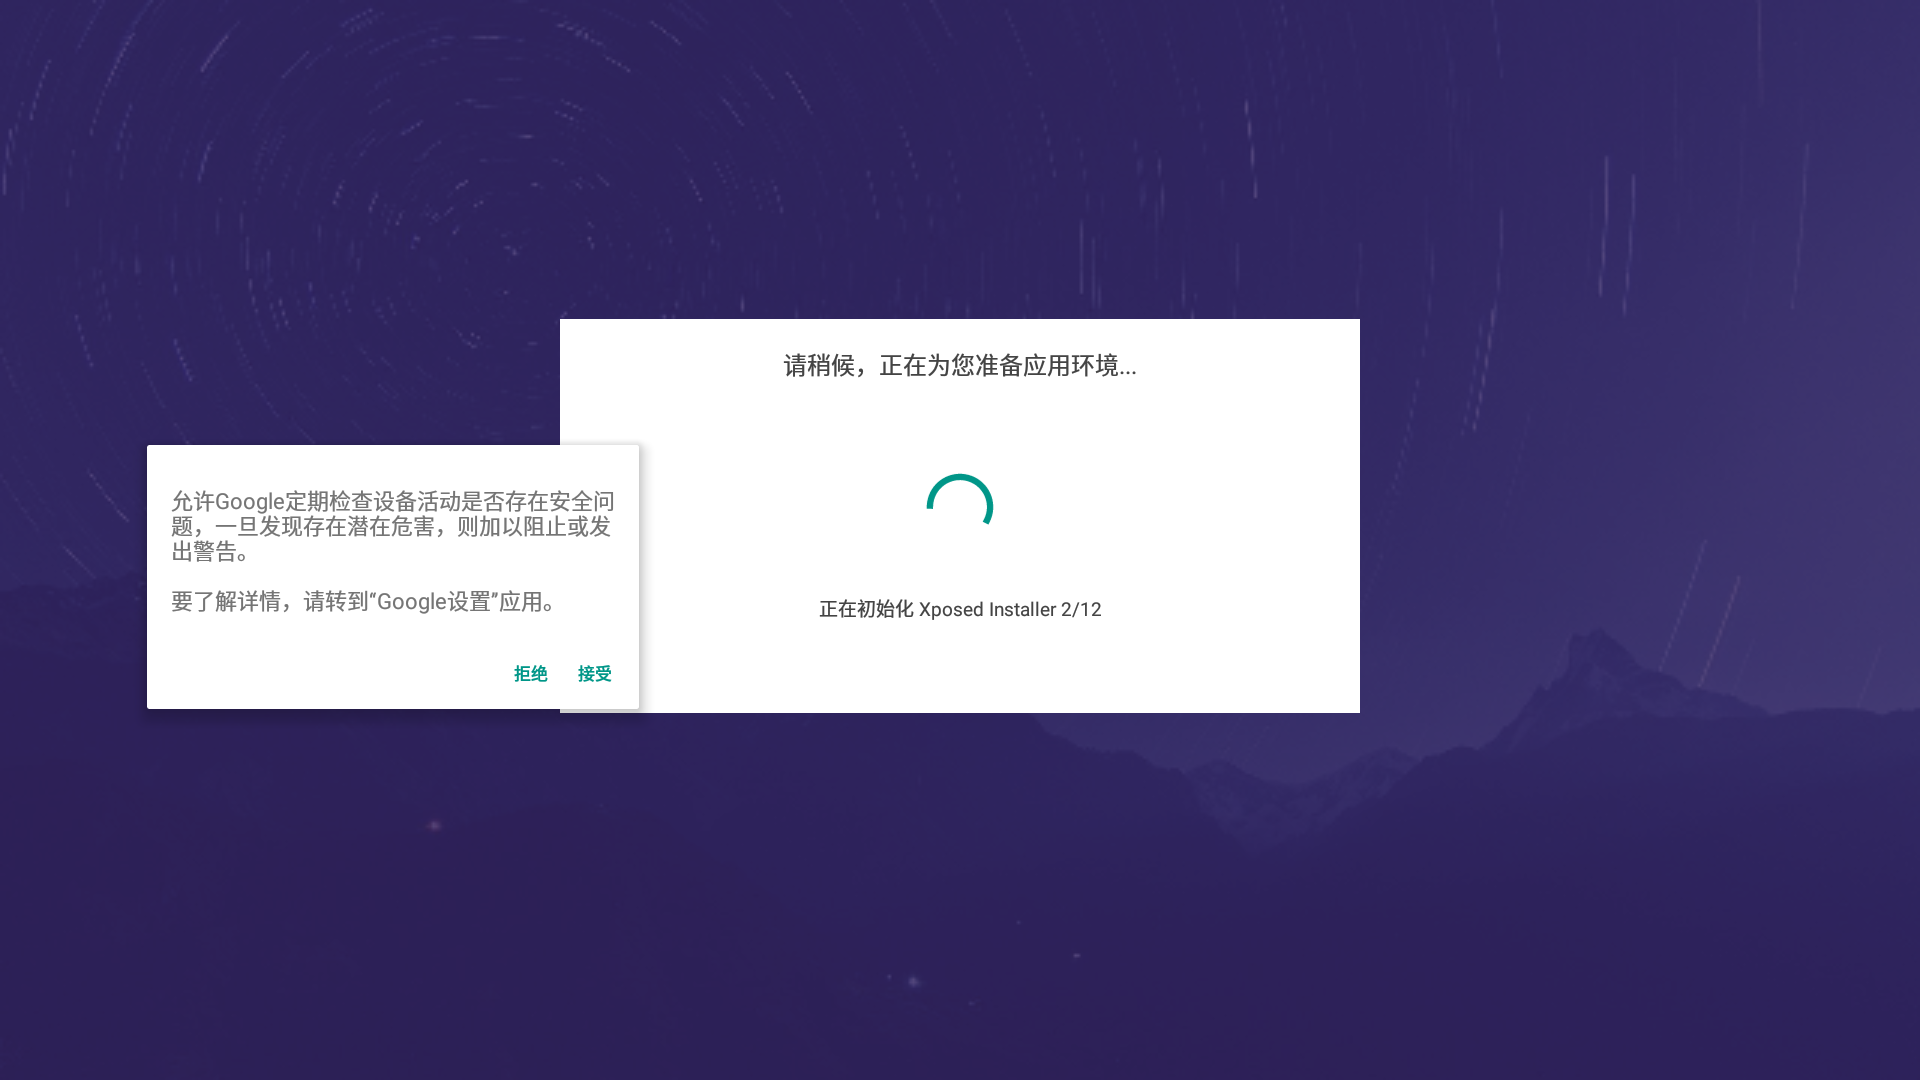 请稍候，正在为您准备应用环境...
允许Google定期检查设备活动是否存在安全问
题，一旦发现存在潜在危害，则加以阻止或发
出警告。
要了解详情，请转到“Google设置”应用。
正在初始化 Xposed Installer 2/12
拒绝 接受